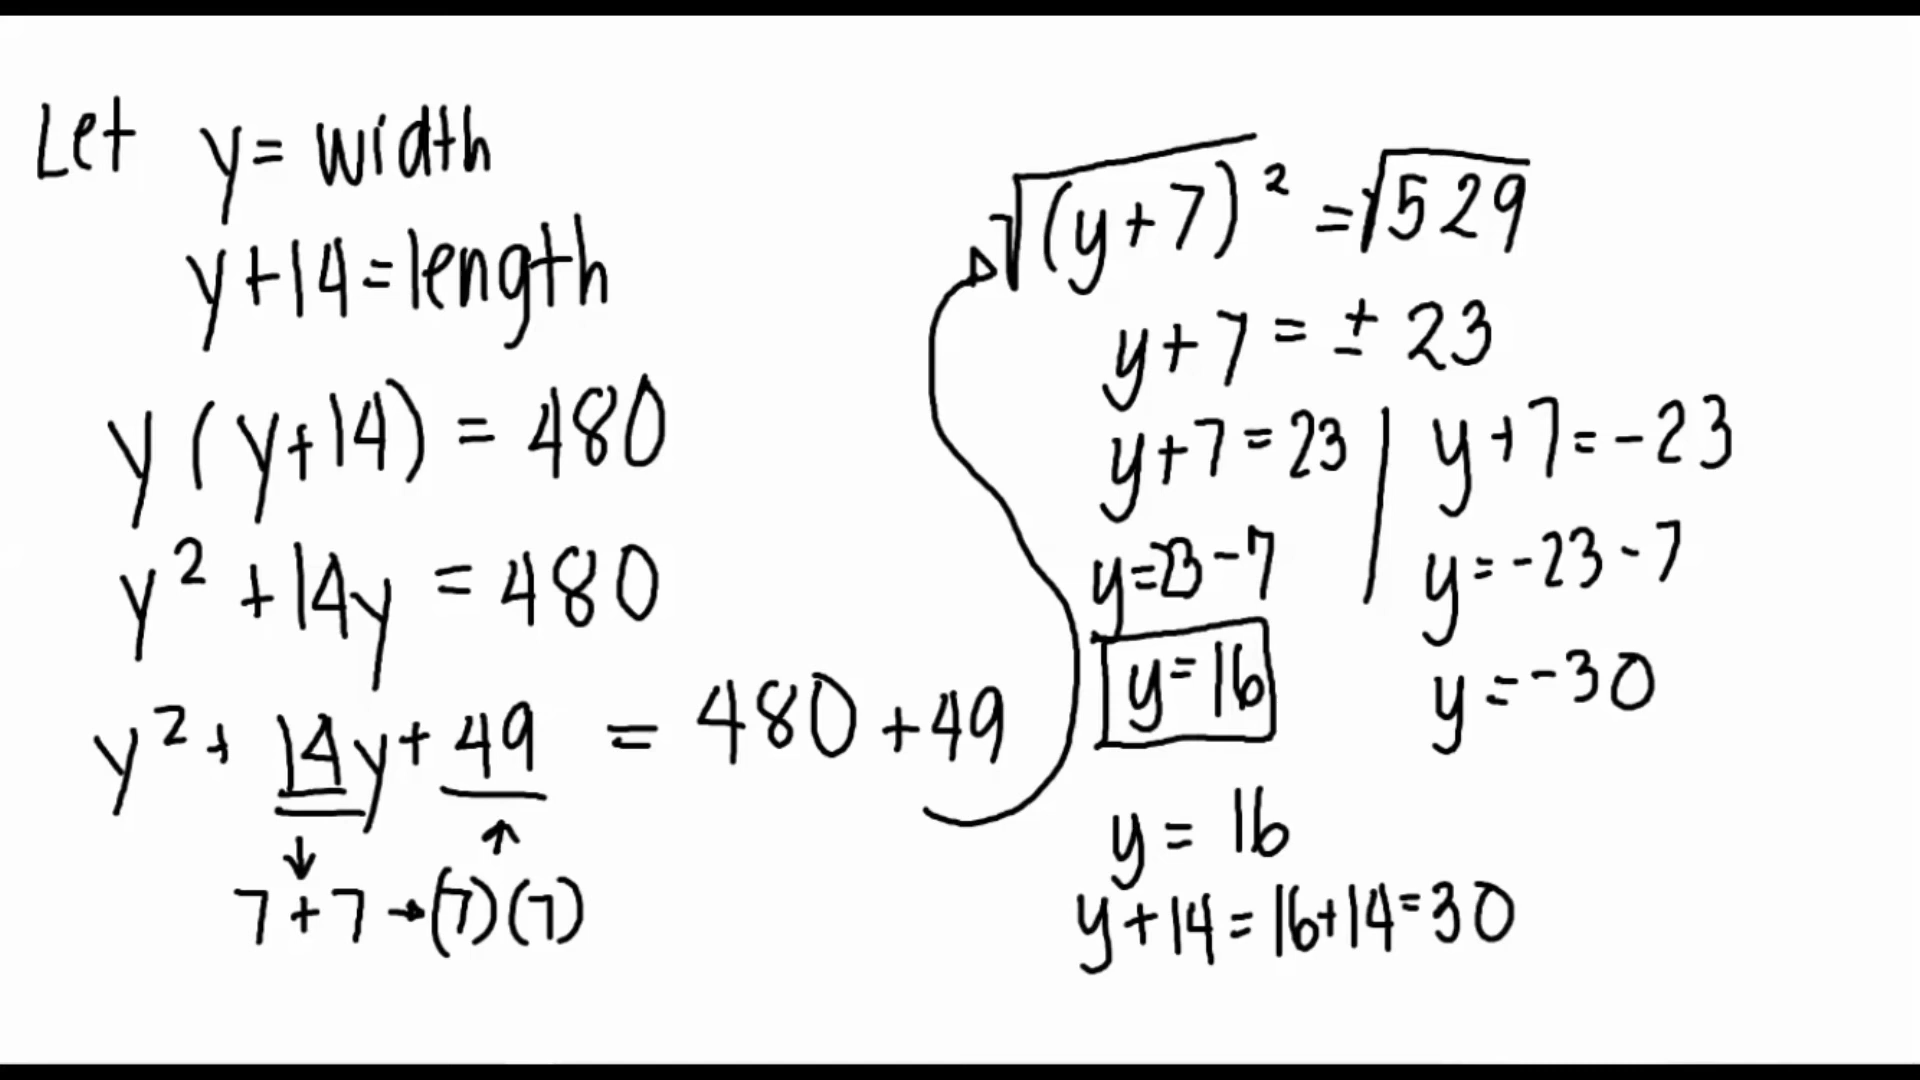 Let y = width
y+14=length
y(y+14) = 480
y² +14y = 480
y² + 14y + 49 = 480 +49
↓ ↑
7+7→(7)(7)
√(y+7)² =√529
y+7 = ± 23
y+7=23 | y+7=-23
y=23-7 | y=-23-7
y=16 y=-30
y = 16
y+14=16+14=30